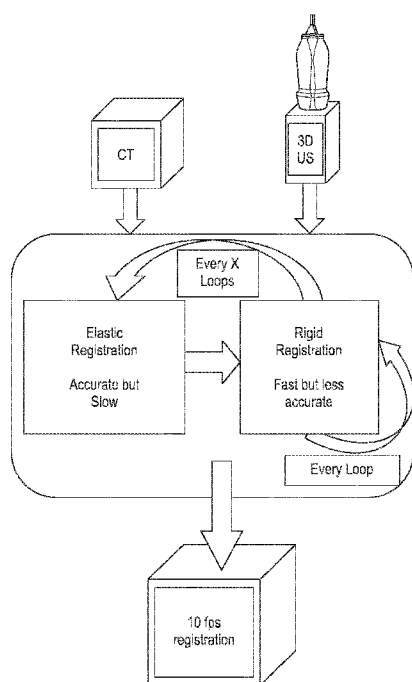 3D
US
CT
Every X
Loops
Elastic
Registration
Accurate but
Slow
Rigid
Registration
Fast but less
accurate
Every Loop
10 fps
registration